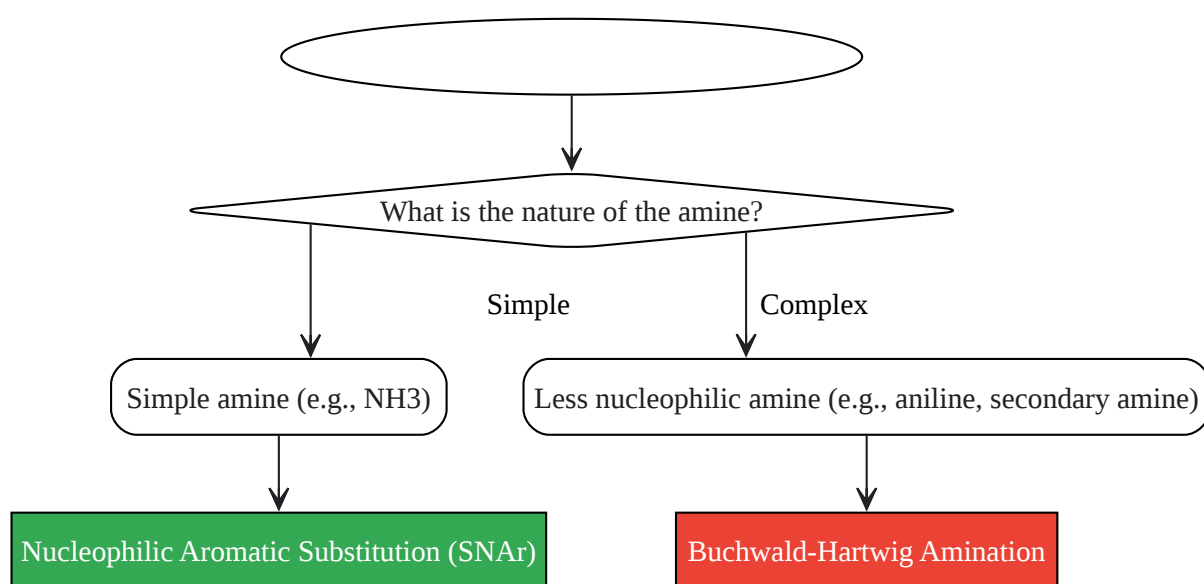 What is the nature of the amine?
Simple
Complex
Simple amine (e.g., NH3)
Less nucleophilic amine (e.g., aniline, secondary amine)
Nucleophilic Aromatic Substitution (SNAr)
Buchwald-Hartwig Amination